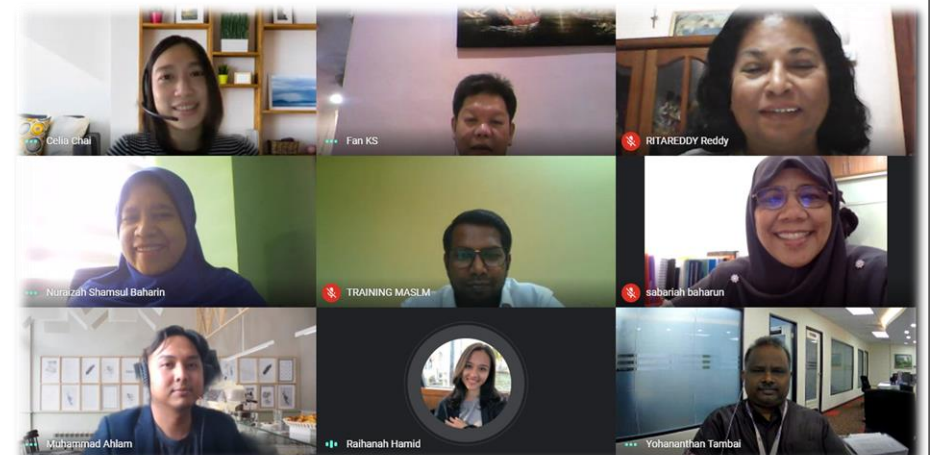 Celia Chai
Fan KS
RITAREDDY Reddy
Nuraizah Shamsul Baharin
TRAINING MASLM
sabariah baharun
Muhammad Ahlam
Raihanah Hamid
Yohananthan Tambai